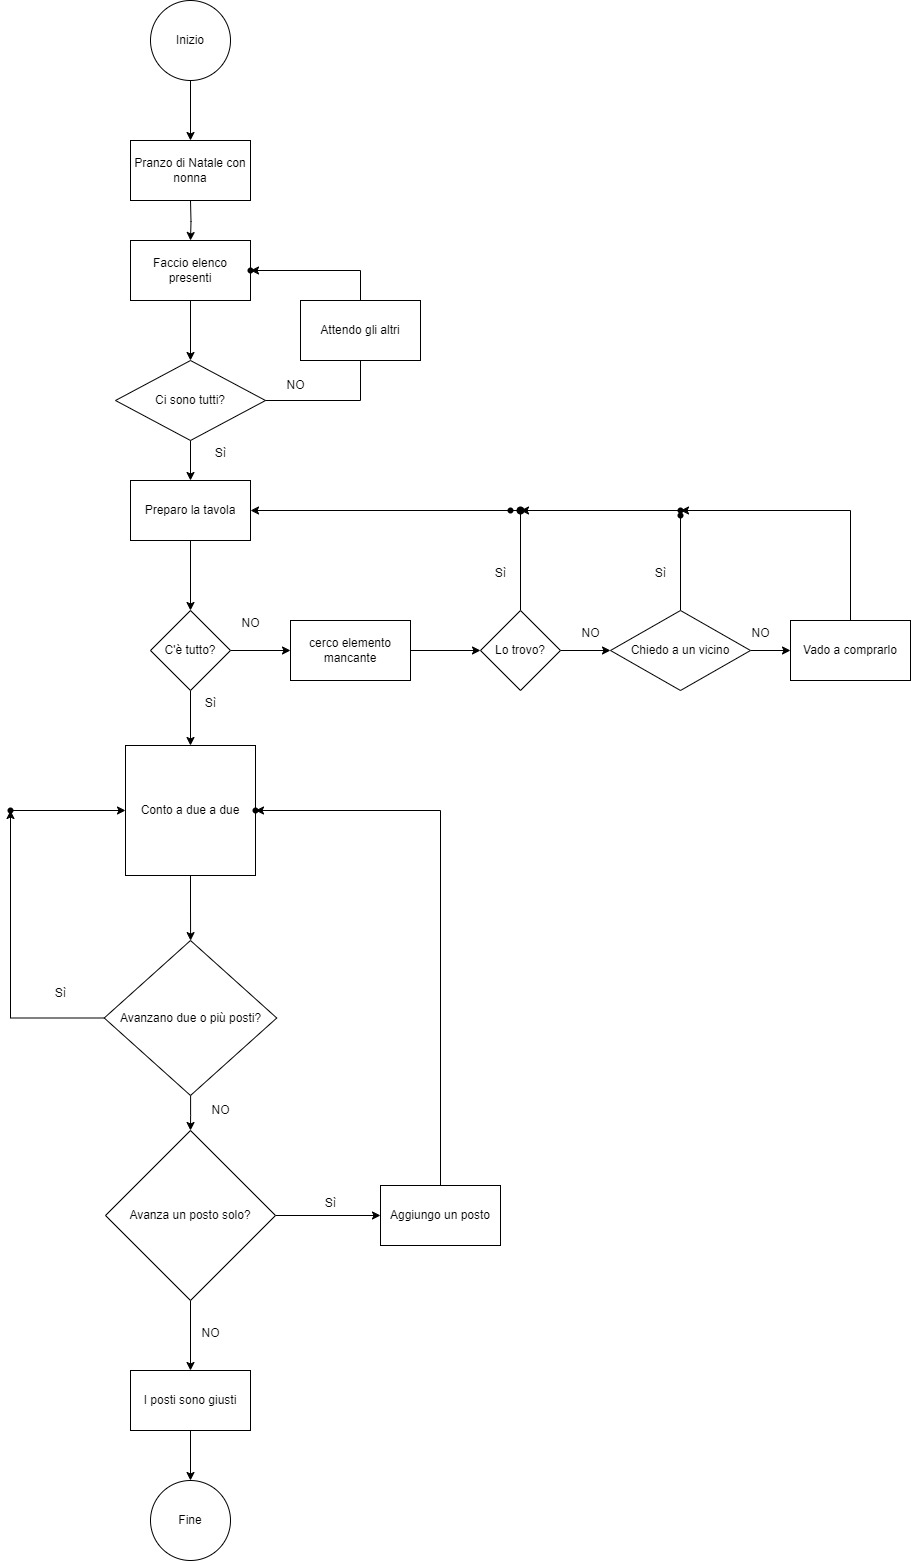 Inizio
Pranzo di Natale con
nonna
Faccio elenco
presenti
Attendo gli altri
NO
Ci sono tutti?
Sì
Preparo la tavola
Sì
Sì
NO
C'è tutto?
cerco elemento
mancante
Lo trovo?
NO
Chiedo a un vicino
NO
Vado a comprarlo
Sì
Conto a due a due
Sì
Avanzano due o più posti?
NO
Avanza un posto solo?
Sì
Aggiungo un posto
NO
I posti sono giusti
Fine